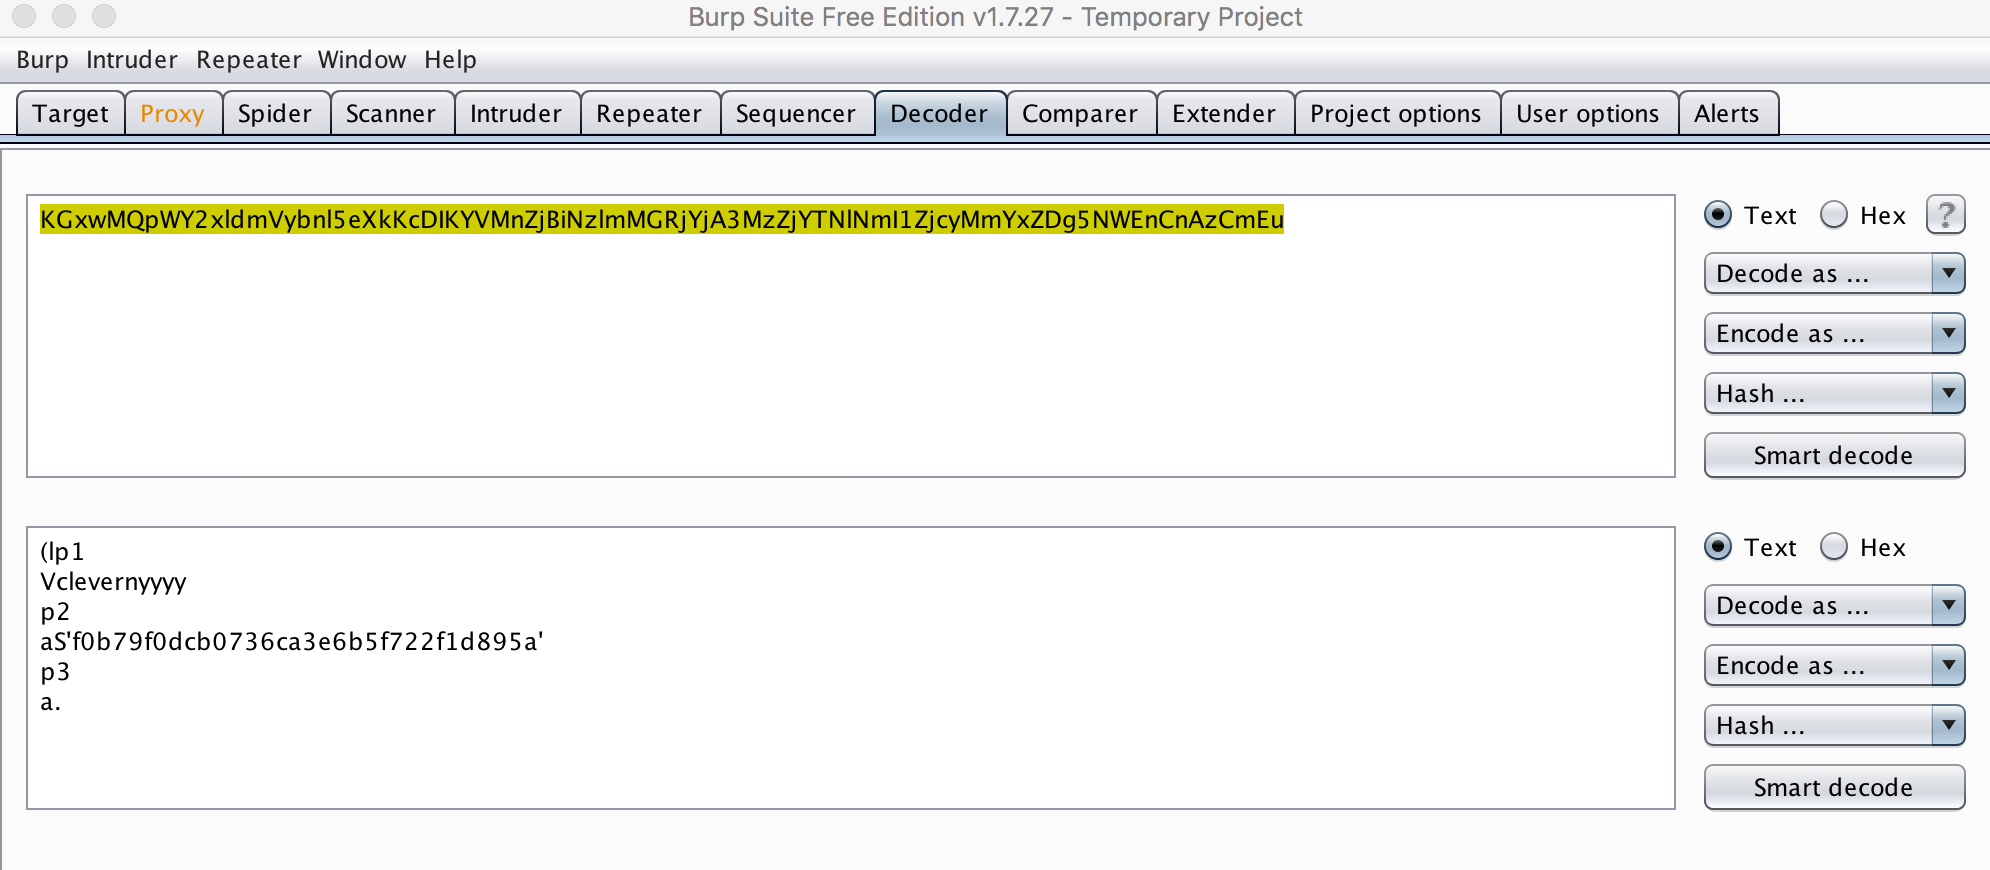 Burp Suite Free Edition v1.7.27 - Temporary Project
Burp Intruder Repeater Window Help
Target Proxy Spider Scanner Intruder Repeater Sequencer Decoder Comparer Extender Project options User options Alerts
KGxwMQpWY2xldmVybnl5eXkKcDIKYVMnZjBiNzlmMGRjYjA3MzZjYTNlNmI1ZjcyMmYxZDg5NWEnCnAzCmEu
Text Hex ?
Decode as ...
Encode as ...
Hash ...
Smart decode
(lp1
Vclevernyyyy
p2
aS'f0b79f0dcb0736ca3e6b5f722f1d895a'
p3
a.
Text Hex
Decode as ...
Encode as ...
Hash ...
Smart decode